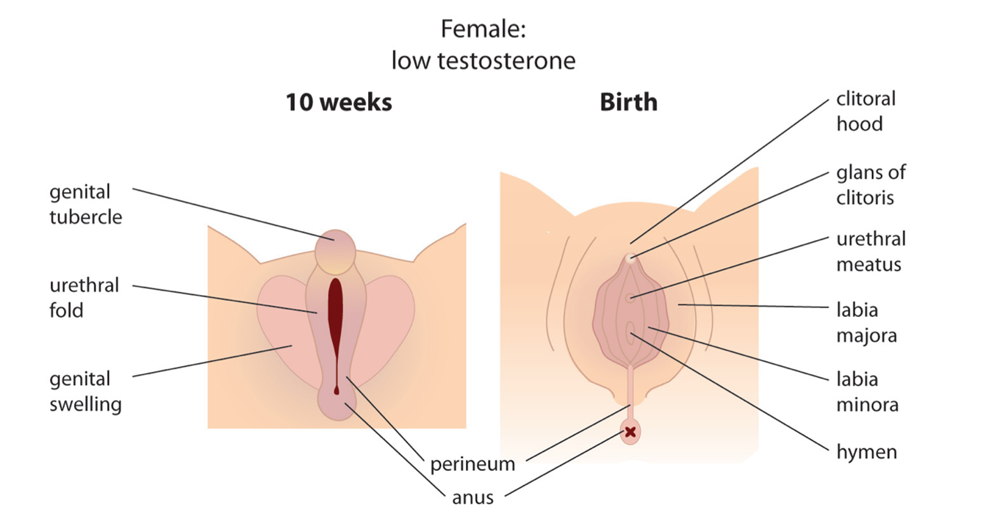 Female:
low testosterone
10 weeks
Birth
genital
tubercle
urethral
fold
genital
swelling
clitoral
hood
glans of
clitoris
urethral
meatus
labia
majora
labia
minora
hymen
perineum
anus